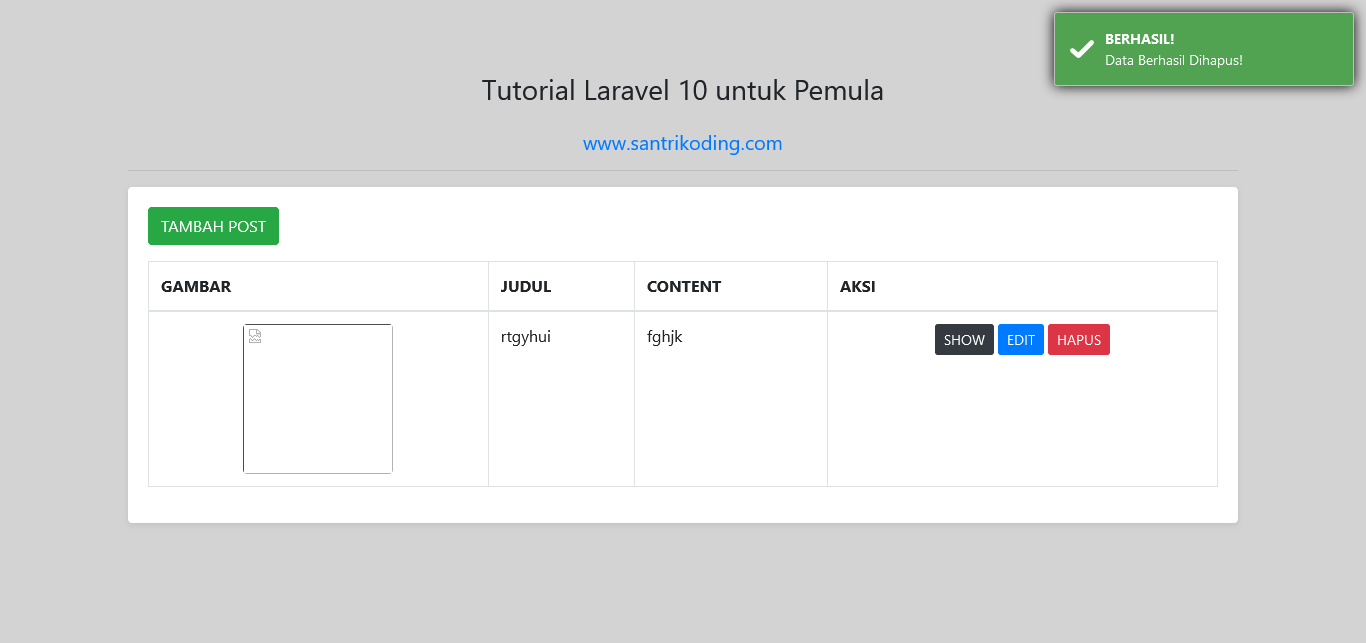 BERHASIL!
Data Berhasil Dihapus!
Tutorial Laravel 10 untuk Pemula
www.santrikoding.com
TAMBAH POST
GAMBAR JUDUL CONTENT AKSI
rtgyhui fghjk SHOW EDIT HAPUS